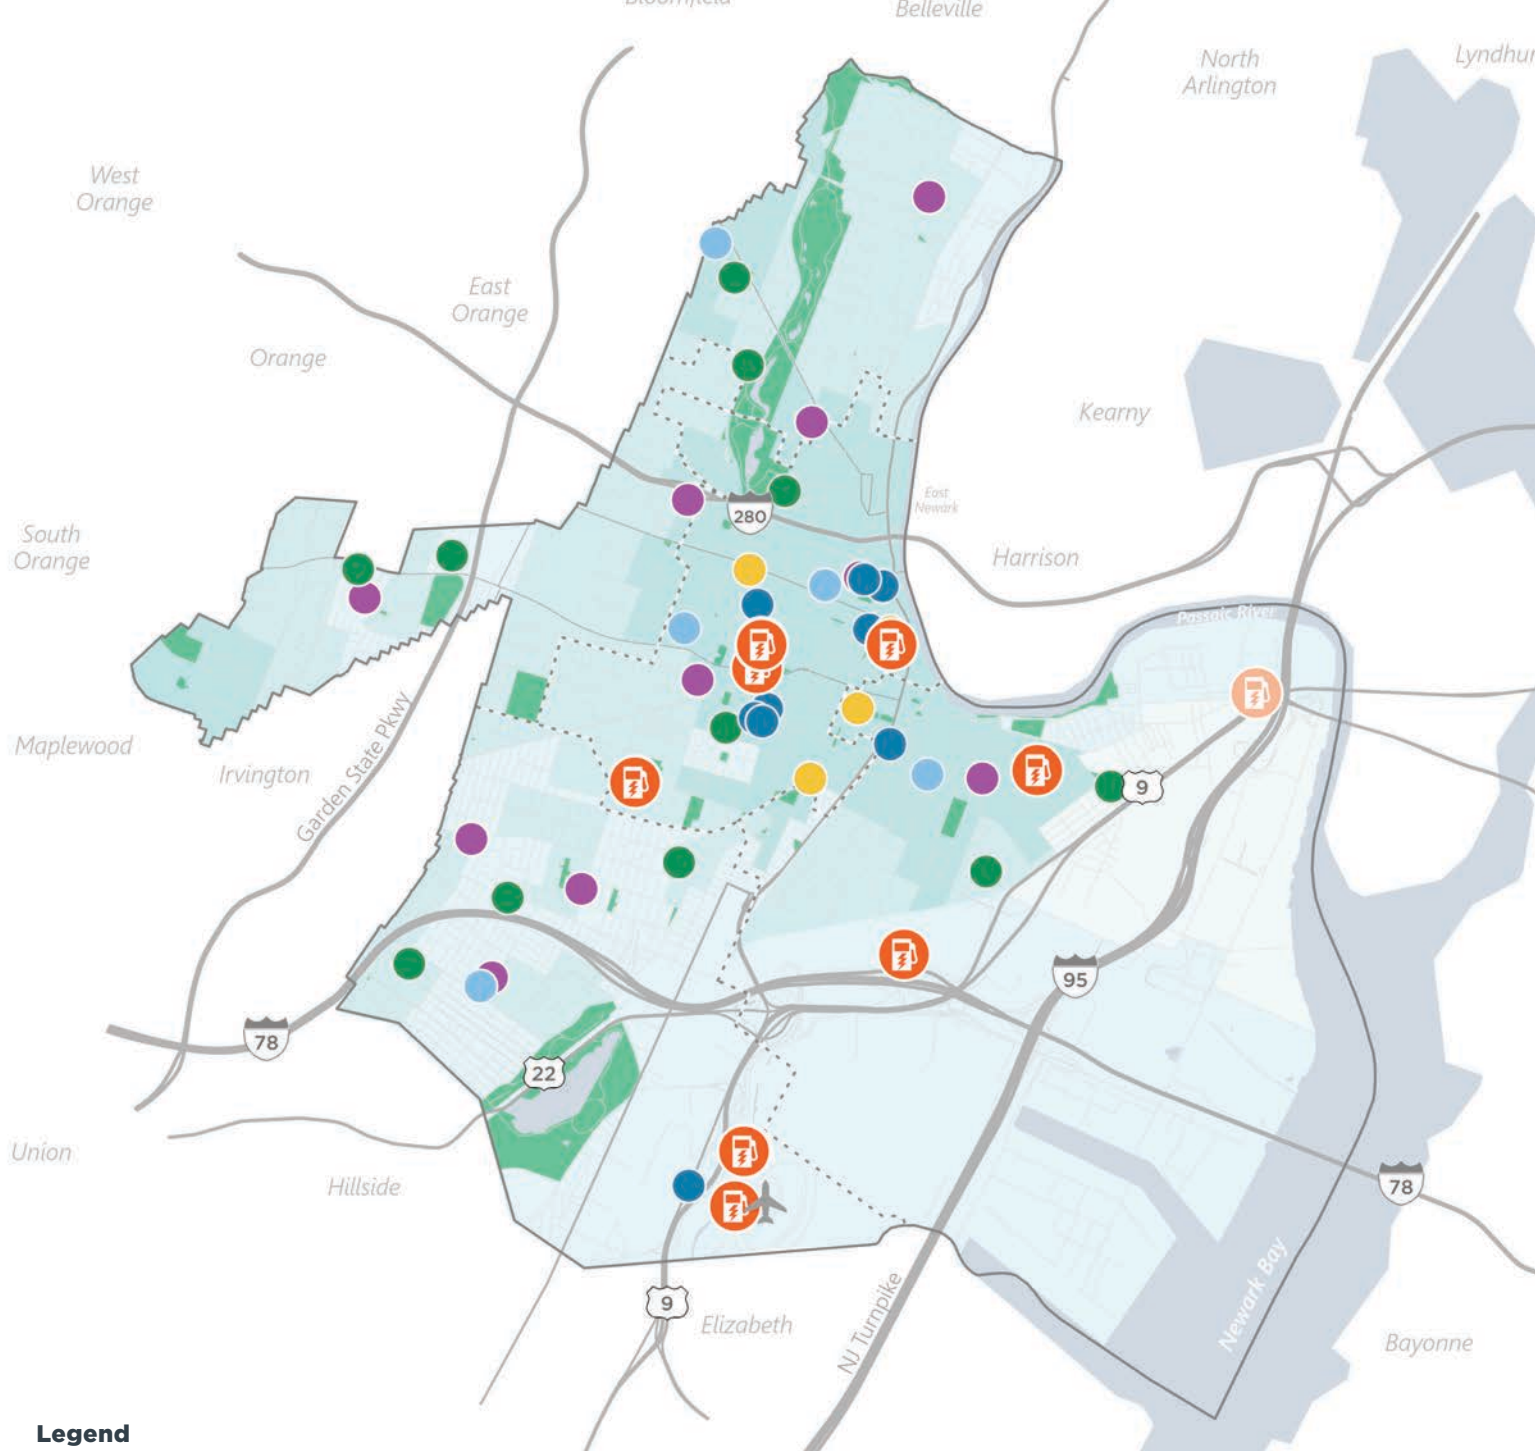 Belleville
North
Arlington
West
Orange
East
Orange
Orange
Kearny
East
Newark
280
South
Orange
Harrison
Passaic River
Maplewood
Irvington
Garden State Pkwy
9
95
78
22
Union
Hillside
78
9
Elizabeth
NJ Turnpike
Newark Bay
Bayonne
Legend